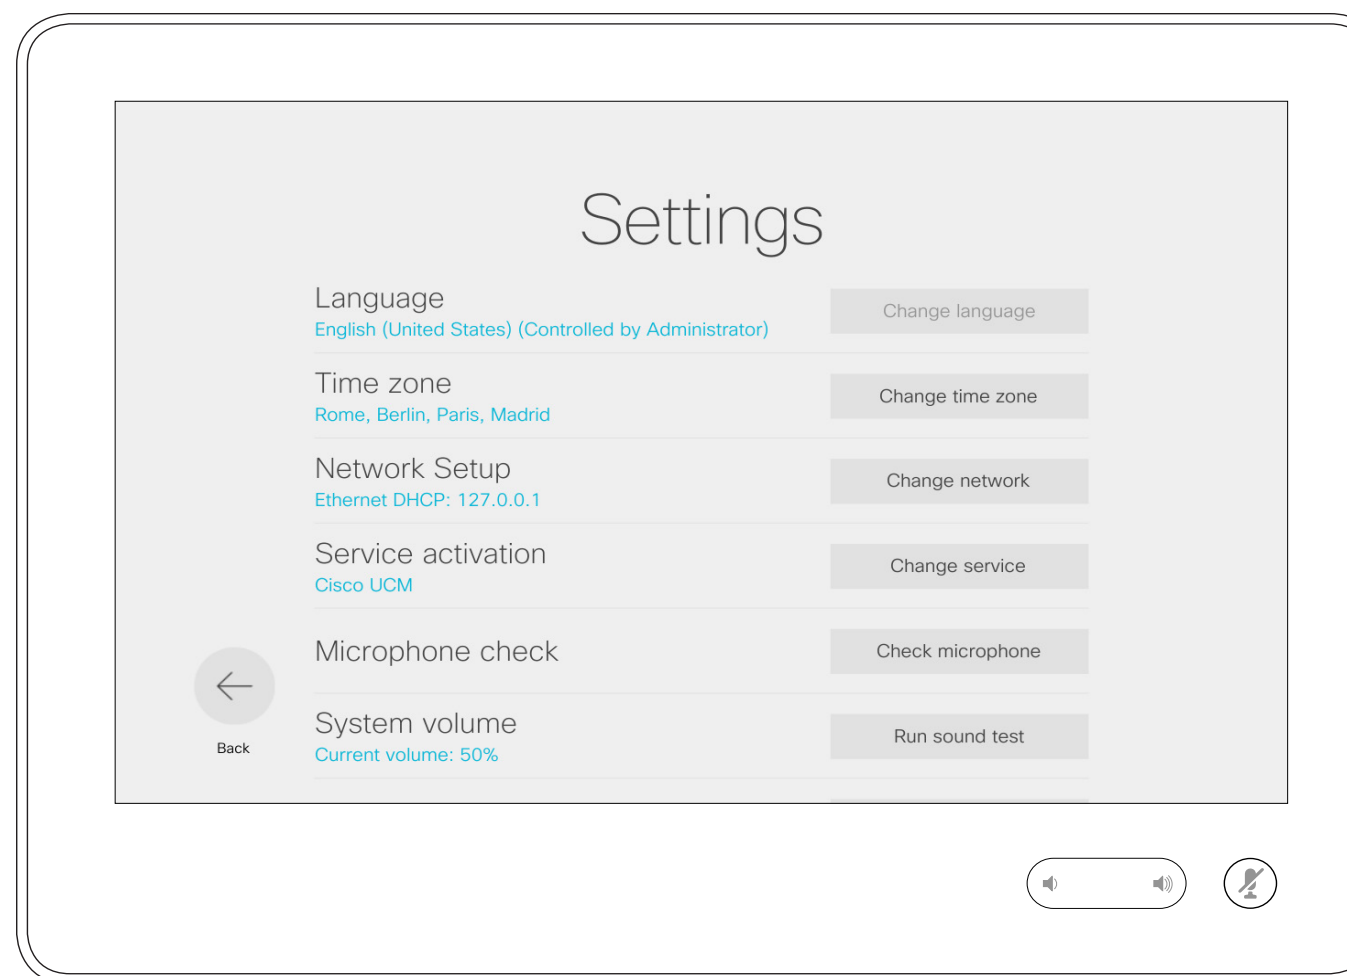 Settings
Language
English (United States) (Controlled by Administrator)
Change language
Time zone
Rome, Berlin, Paris, Madrid
Change time zone
Network Setup
Ethernet DHCP: 127.0.0.1
Change network
Service activation
Cisco UCM
Change service
Microphone check
Check microphone
System volume
Current volume: 50%
Run sound test
Back